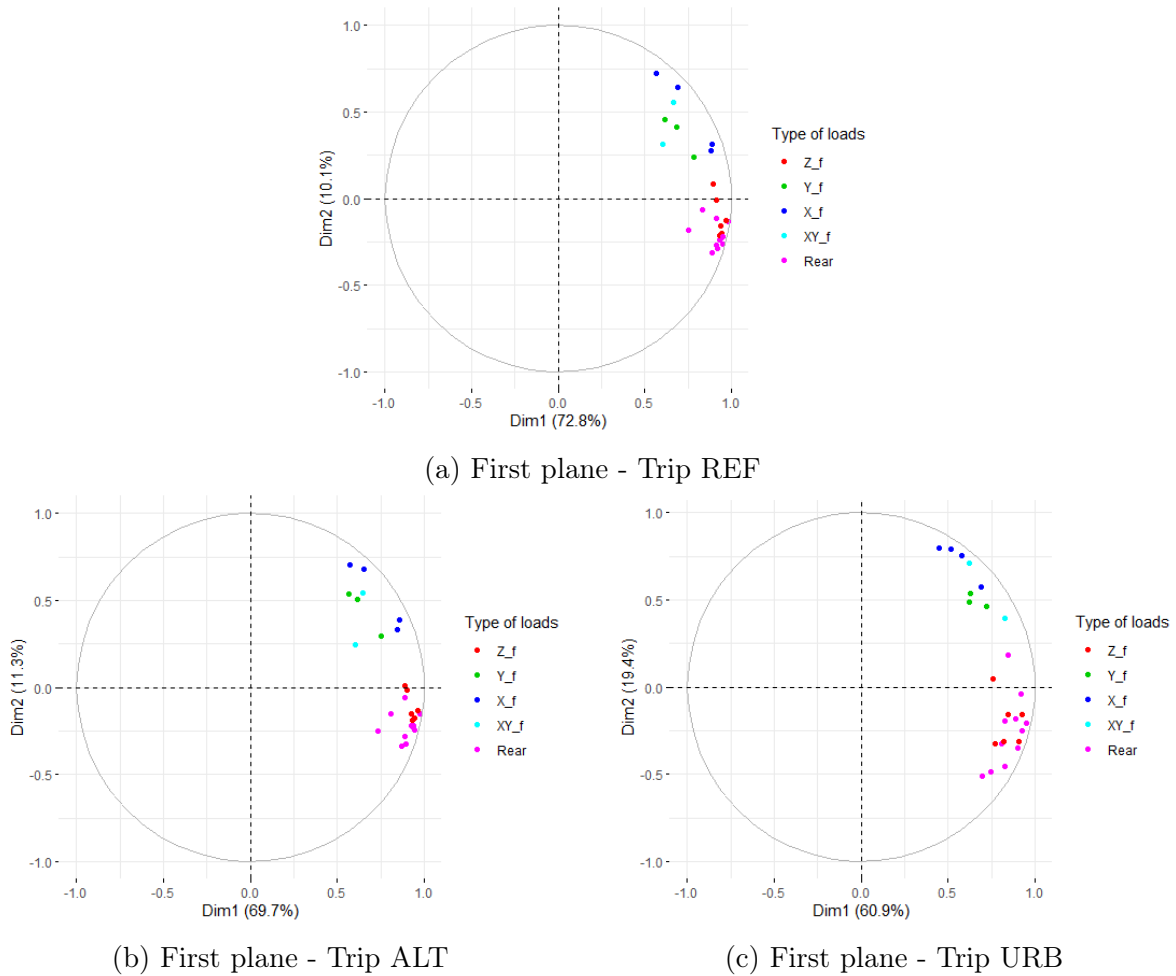 1.0
0.5
0.0
-0.5
-1.0
Dim2 (10.1%)
-1.0 -0.5 0.0 0.5 1.0
Dim1 (72.8%)
Type of loads
Z_f
Y_f
X_f
XY_f
Rear
(a) First plane - Trip REF
1.0
0.5
0.0
-0.5
-1.0
Dim2 (11.3%)
-1.0 -0.5 0.0 0.5 1.0
Dim1 (69.7%)
Type of loads
Z_f
Y_f
X_f
XY_f
Rear
(b) First plane - Trip ALT
1.0
0.5
0.0
-0.5
-1.0
Dim2 (19.4%)
-1.0 -0.5 0.0 0.5 1.0
Dim1 (60.9%)
Type of loads
Z_f
Y_f
X_f
XY_f
Rear
(c) First plane - Trip URB